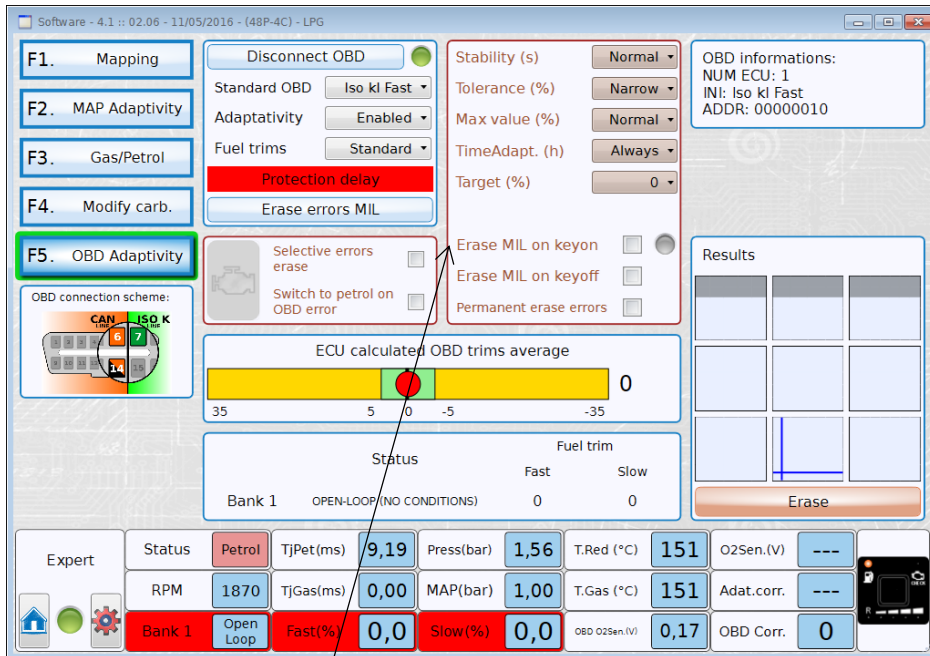 Software - 4.1 :: 02.06 - 11/05/2016 - (48P-4C) - LPG
F1. Mapping
F2. MAP Adaptivity
F3. Gas/Petrol
F4. Modify carb.
F5. OBD Adaptivity
OBD connection scheme:
CAN LINE ISO K LINE
6 7
14 15
Disconnect OBD
Standard OBD Iso kl Fast
Adaptativity Enabled
Fuel trims Standard
Protection delay
Erase errors MIL
Selective errors
erase
Switch to petrol on
OBD error
Stability (s) Normal
Tolerance (%) Narrow
Max value (%) Normal
TimeAdapt. (h) Always
Target (%) 0
Erase MIL on keyon
Erase MIL on keyoff
Permanent erase errors
OBD informations:
NUM ECU: 1
INI: Iso kl Fast
ADDR: 00000010
Results
Erase
ECU calculated OBD trims average
0
35 5 0 -5 -35
Status Fuel trim
Fast Slow
Bank 1 OPEN-LOOP (NO CONDITIONS) 0 0
Expert
Status Petrol TjPet(ms) 9,19 Press(bar) 1,56 T.Red (°C) 151 O2Sen.(V) ---
RPM 1870 TjGas(ms) 0,00 MAP(bar) 1,00 T.Gas (°C) 151 Adat.corr. ---
Bank 1 Open Loop Fast(%) 0,0 Slow(%) 0,0 OBD O2Sen.(V) 0,17 OBD Corr. 0
CHECK
R